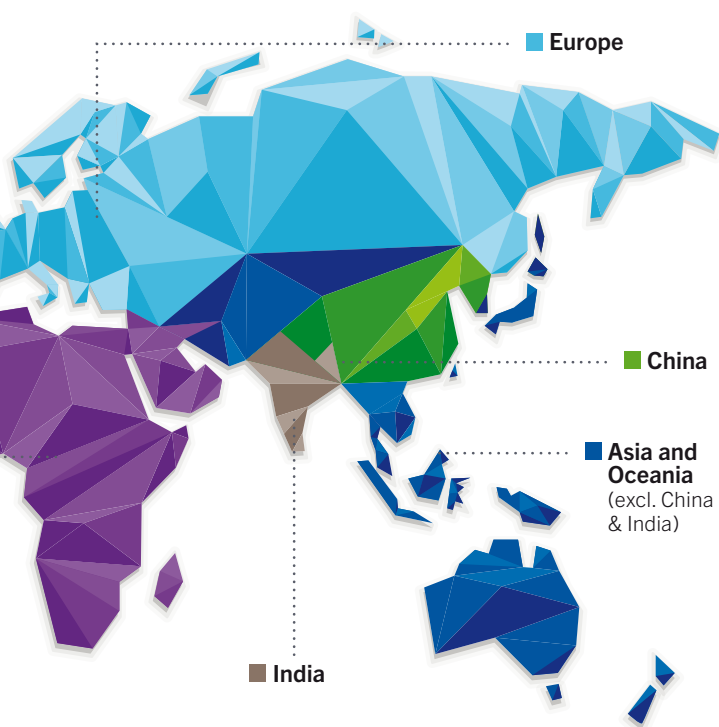 Europe
China
Asia and
Oceania
(excl. China
& India)
India